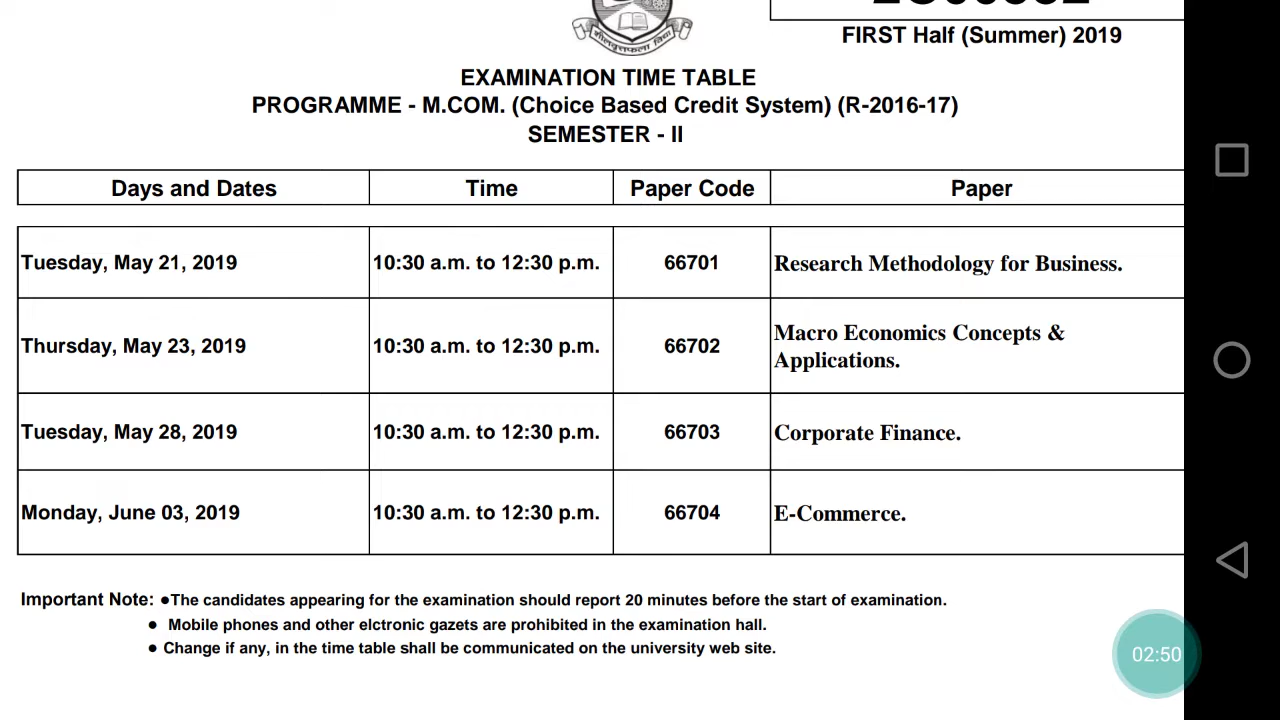 FIRST Half (Summer) 2019
शीलवृत्तफला विद्या
EXAMINATION TIME TABLE
PROGRAMME - M.COM. (Choice Based Credit System) (R-2016-17)
SEMESTER - II
Days and Dates Time Paper Code Paper
Tuesday, May 21, 2019 10:30 a.m. to 12:30 p.m. 66701 Research Methodology for Business.
Thursday, May 23, 2019 10:30 a.m. to 12:30 p.m. 66702 Macro Economics Concepts &
Applications.
Tuesday, May 28, 2019 10:30 a.m. to 12:30 p.m. 66703 Corporate Finance.
Monday, June 03, 2019 10:30 a.m. to 12:30 p.m. 66704 E-Commerce.
Important Note: ●The candidates appearing for the examination should report 20 minutes before the start of examination.
● Mobile phones and other elctronic gazets are prohibited in the examination hall.
● Change if any, in the time table shall be communicated on the university web site.
02:50